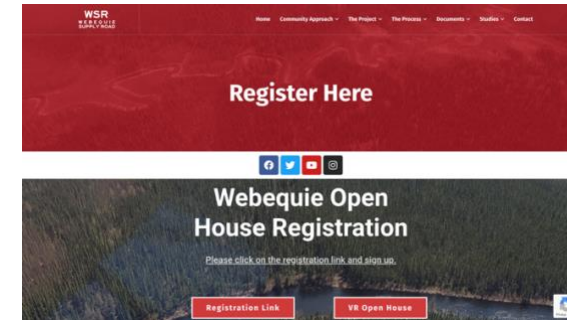 WSR
WEBEQUIE
SUPPLY ROAD
Home Community Approach The Project The Process Documents Studies Contact
Register Here
Webequie Open
House Registration
Please click on the registration link and sign up.
Registration Link VR Open House